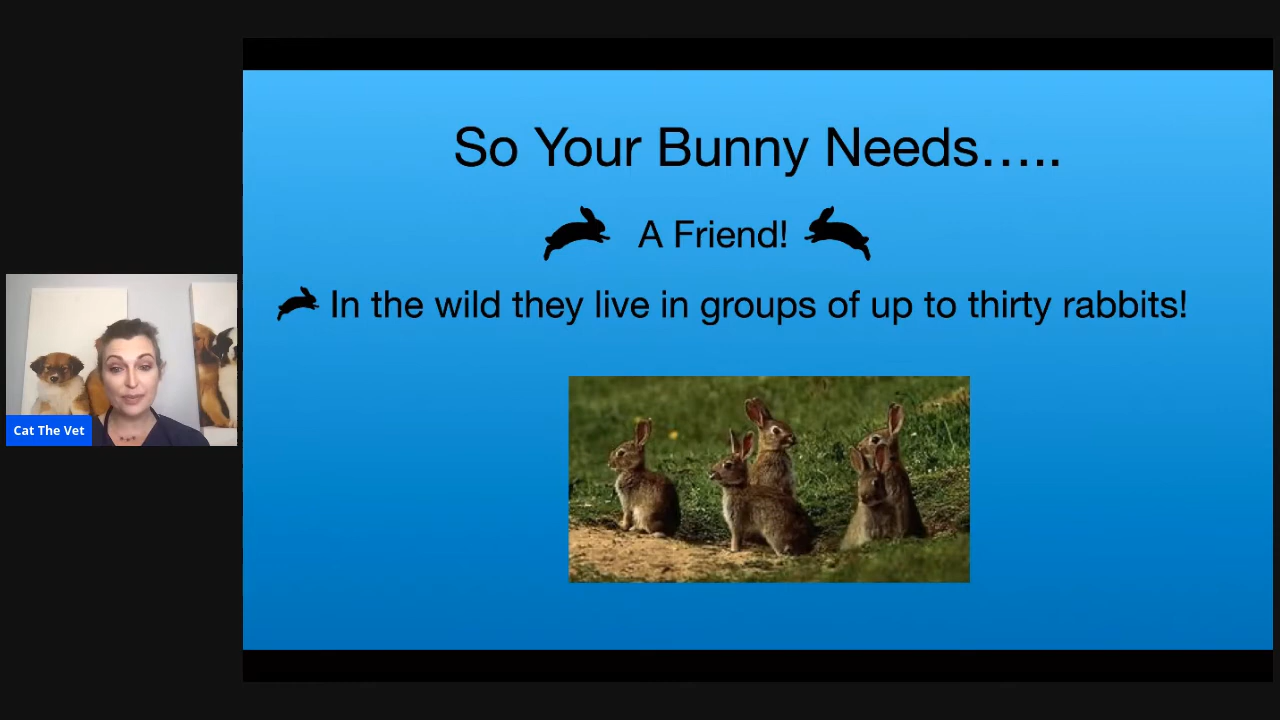 So Your Bunny Needs…..
A Friend!
In the wild they live in groups of up to thirty rabbits!
Cat The Vet